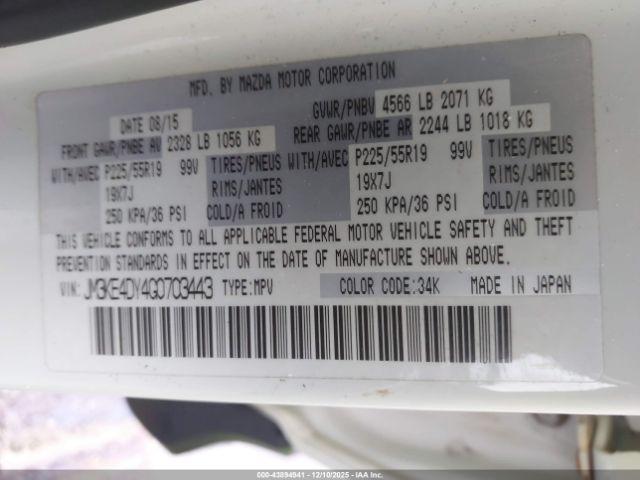 MFD. BY MAZDA MOTOR CORPORATION
DATE 08/15 GVWR/PNBV 4566 LB 2071 KG
FRONT GAWR/PNBE AV 2328 LB 1056 KG REAR GAWR/PNBE AR 2244 LB 1018 KG
WITH/AVEC P225/55R19 99V TIRES/PNEUS WITH/AVEC P225/55R19 99V TIRES/PNEUS
19X7J RIMS/JANTES 19X7J RIMS/JANTES
250 KPA/36 PSI COLD/A FROID 250 KPA/36 PSI COLD/A FROID
THIS VEHICLE CONFORMS TO ALL APPLICABLE FEDERAL MOTOR VEHICLE SAFETY AND THEFT
PREVENTION STANDARDS IN EFFECT ON THE DATE OF MANUFACTURE SHOWN ABOVE.
VIN: JM3KE4DY4G0703443 TYPE:MPV COLOR CODE:34K MADE IN JAPAN
000-43894941 - 12/10/2025 - IAA Corp.